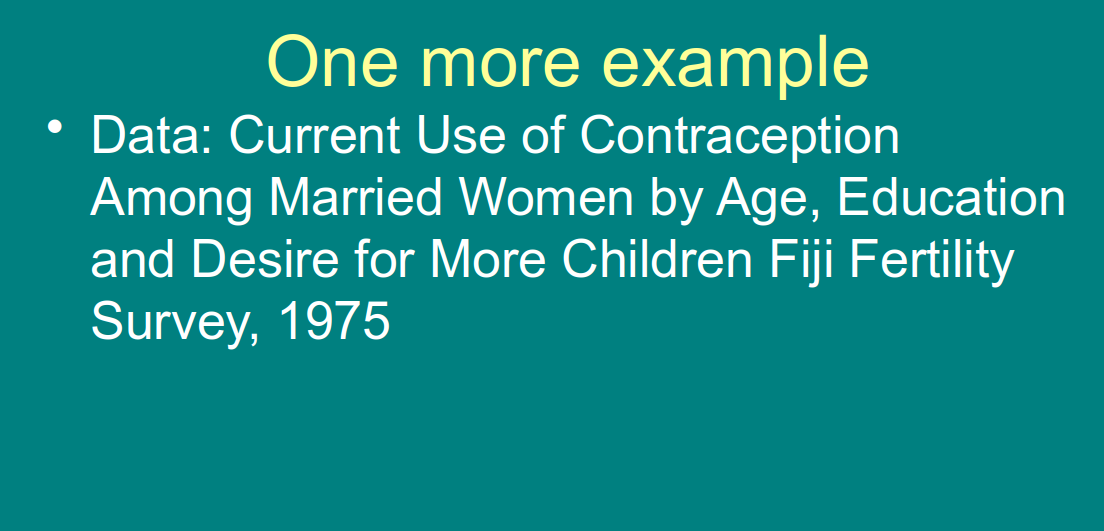 One more example
• Data: Current Use of Contraception
Among Married Women by Age, Education
and Desire for More Children Fiji Fertility
Survey, 1975